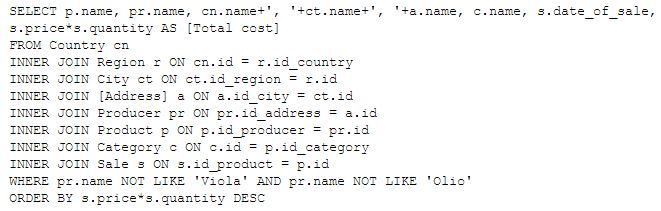 SELECT p.name, pr.name, cn.name+', '+ct.name+', '+a.name, c.name, s.date_of_sale,
s.price*s.quantity AS [Total cost]
FROM Country cn
INNER JOIN Region r ON cn.id = r.id_country
INNER JOIN City ct ON ct.id_region = r.id
INNER JOIN [Address] a ON a.id_city = ct.id
INNER JOIN Producer pr ON pr.id_address = a.id
INNER JOIN Product p ON p.id_producer = pr.id
INNER JOIN Category c ON c.id = p.id_category
INNER JOIN Sale s ON s.id_product = p.id
WHERE pr.name NOT LIKE 'Viola' AND pr.name NOT LIKE 'Olio'
ORDER BY s.price*s.quantity DESC